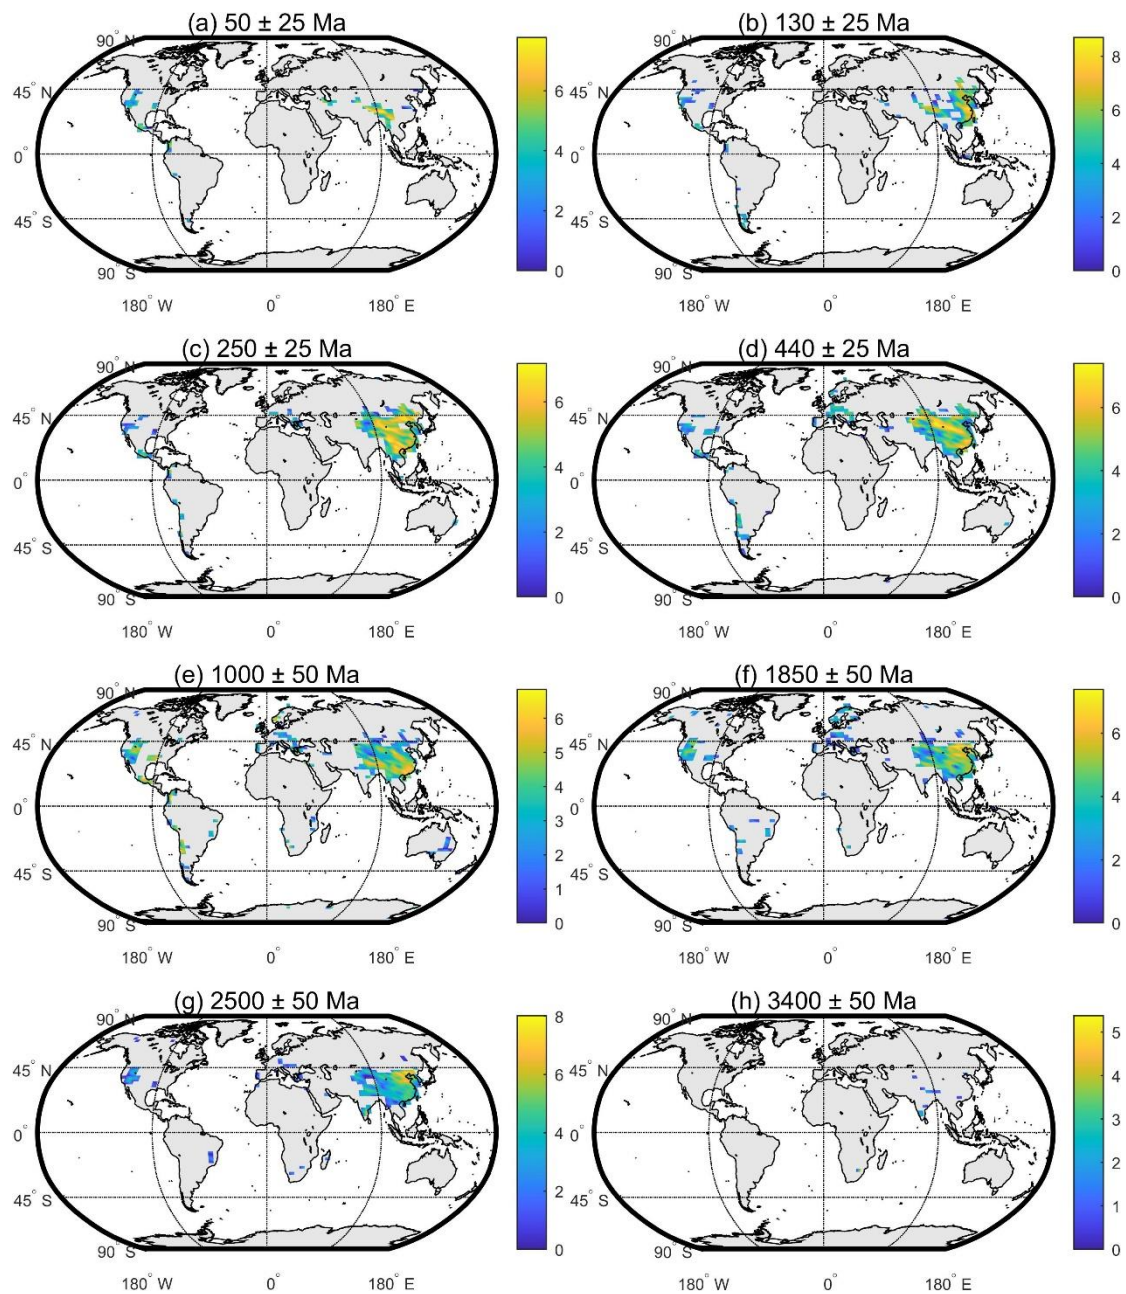 (a) 50 ± 25 Ma
90° N
45° N
0°
45° S
90° S
180° W
0°
180° E
6
4
2
0
(b) 130 ± 25 Ma
90° N
45° N
0°
45° S
90° S
180° W
0°
180° E
8
6
4
2
0
(c) 250 ± 25 Ma
90° N
45° N
0°
45° S
90° S
180° W
0°
180° E
6
4
2
0
(d) 440 ± 25 Ma
90° N
45° N
0°
45° S
90° S
180° W
0°
180° E
6
4
2
0
(e) 1000 ± 50 Ma
90° N
45° N
0°
45° S
90° S
180° W
0°
180° E
6
5
4
3
2
1
0
(f) 1850 ± 50 Ma
90° N
45° N
0°
45° S
90° S
180° W
0°
180° E
6
4
2
0
(g) 2500 ± 50 Ma
90° N
45° N
0°
45° S
90° S
180° W
0°
180° E
8
6
4
2
0
(h) 3400 ± 50 Ma
90° N
45° N
0°
45° S
90° S
180° W
0°
180° E
5
4
3
2
1
0